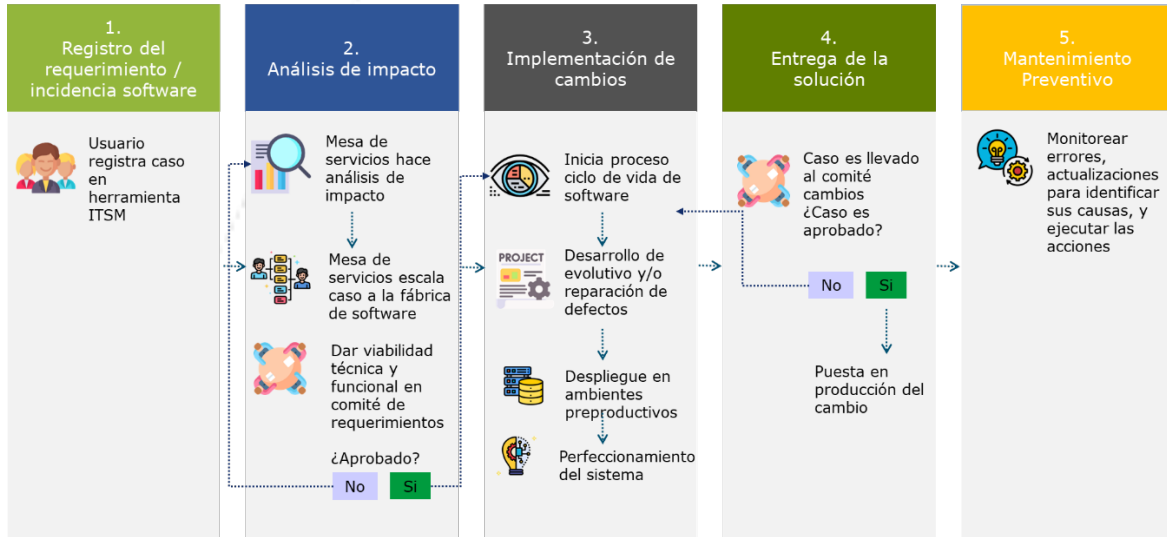 1.
Registro del
requerimiento /
incidencia software
Usuario
registra caso
en
herramienta
ITSM
2.
Análisis de impacto
Mesa de
servicios hace
análisis de
impacto
Mesa de
servicios escala
caso a la fábrica
de software
Dar viabilidad
técnica y
funcional en
comité de
requerimientos
¿Aprobado?
No
Si
3.
Implementación de
cambios
Inicia proceso
ciclo de vida de
software
PROJECT
Desarrollo de
evolutivo y/o
reparación de
defectos
Despliegue en
ambientes
preproductivos
Perfeccionamiento
del sistema
4.
Entrega de la
solución
Caso es llevado
al comité
cambios
¿Caso es
aprobado?
No
Si
Puesta en
producción del
cambio
5.
Mantenimiento
Preventivo
Monitorear
errores,
actualizaciones
para identificar
sus causas, y
ejecutar las
acciones